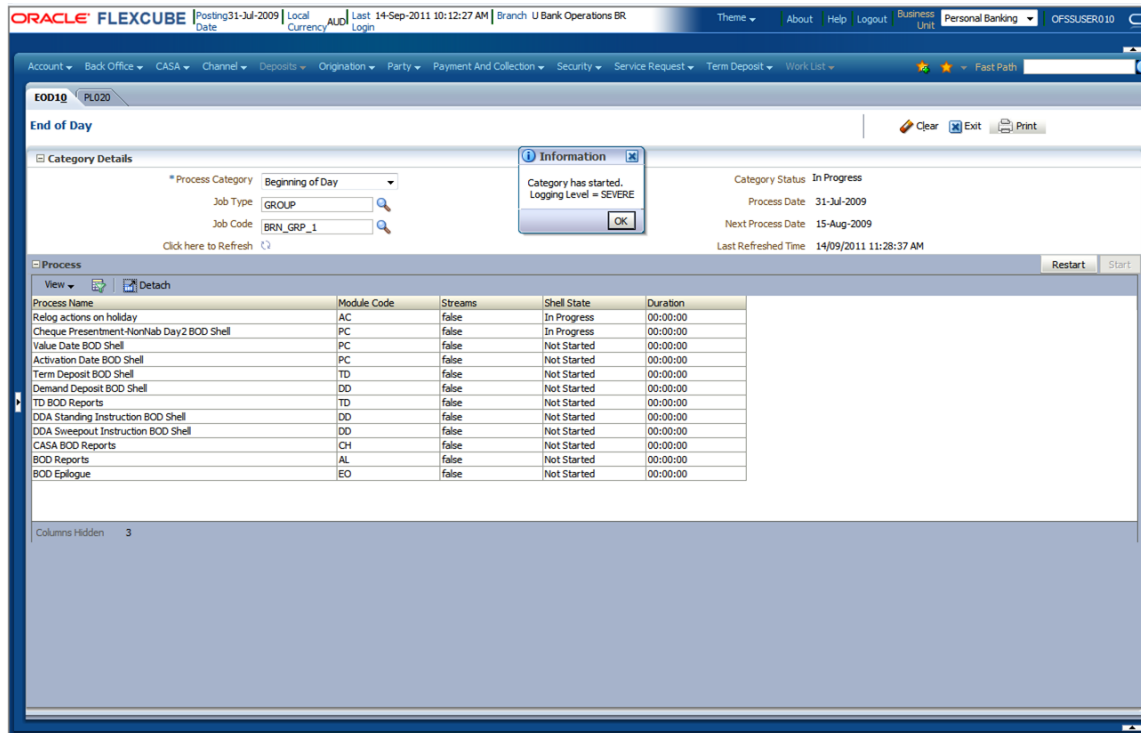 ORACLE FLEXCUBE Posting Date 31-Jul-2009 Local Currency AUD Last Login 14-Sep-2011 10:12:27 AM Branch U Bank Operations BR Theme About Help Logout Business Unit Personal Banking OFSSUSER010
Account Back Office CASA Channel Deposits Origination Party Payment And Collection Security Service Request Term Deposit Work List Fast Path
EOD10 PL020
End of Day Clear Exit Print
Category Details
*Process Category Beginning of Day Category Status In Progress
Job Type GROUP Process Date 31-Jul-2009
Job Code BRN_GRP_1 Next Process Date 15-Aug-2009
Click here to Refresh Last Refreshed Time 14/09/2011 11:28:37 AM
Information
Category has started.
Logging Level = SEVERE
OK
Process Restart Start
View Detach
Process Name Module Code Streams Shell State Duration
Relog actions on holiday AC false In Progress 00:00:00
Cheque Presentment-NonNab Day2 BOD Shell PC false In Progress 00:00:00
Value Date BOD Shell PC false Not Started 00:00:00
Activation Date BOD Shell PC false Not Started 00:00:00
Term Deposit BOD Shell TD false Not Started 00:00:00
Demand Deposit BOD Shell DD false Not Started 00:00:00
TD BOD Reports TD false Not Started 00:00:00
DDA Standing Instruction BOD Shell DD false Not Started 00:00:00
DDA Sweepout Instruction BOD Shell DD false Not Started 00:00:00
CASA BOD Reports CH false Not Started 00:00:00
BOD Reports AL false Not Started 00:00:00
BOD Epilogue EO false Not Started 00:00:00
Columns Hidden 3